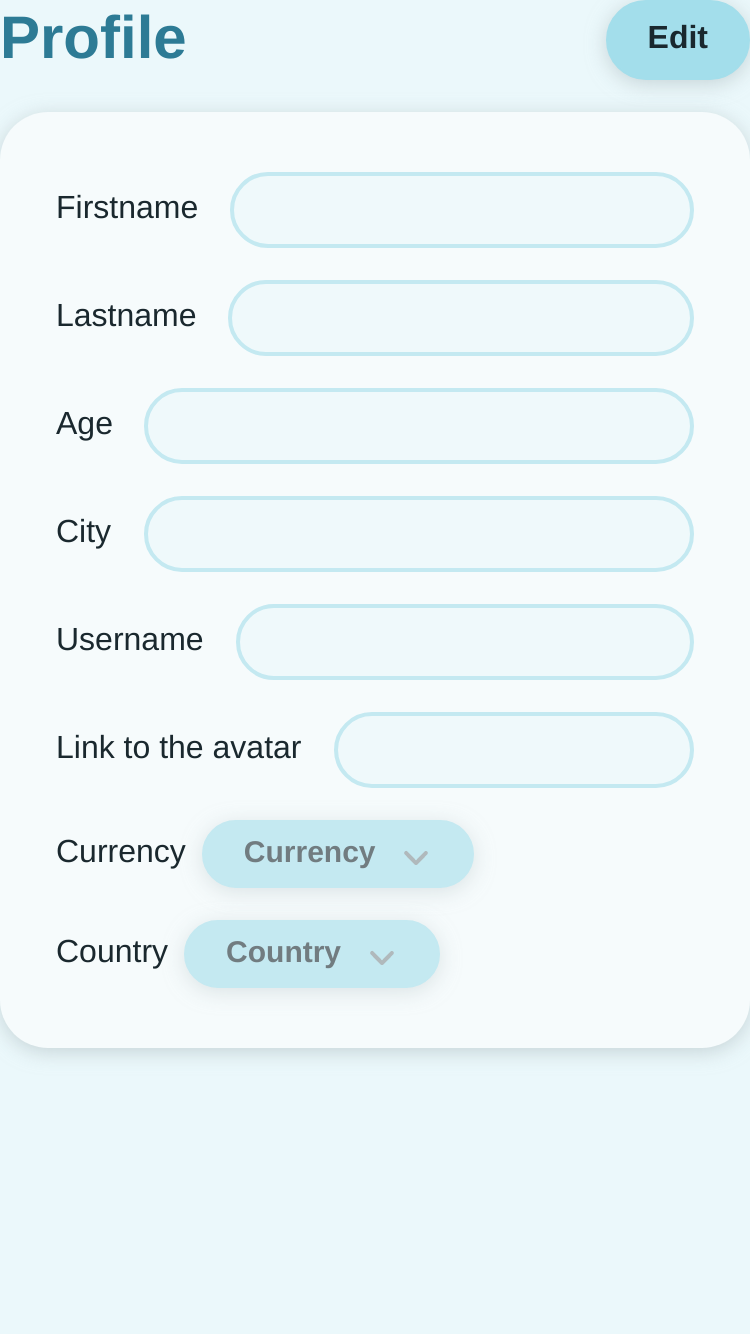 Profile
Edit
Firstname
Lastname
Age
City
Username
Link to the avatar
Currency Currency
Country Country